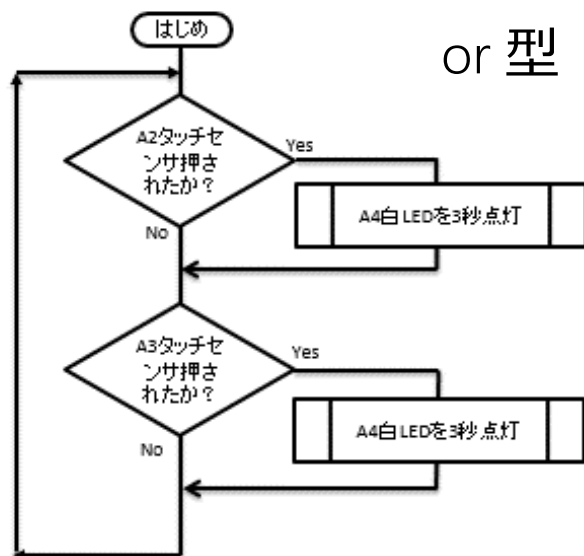 はじめ
or 型
A2タッチセ
ンサ押さ
れたか？
Yes
A4白LEDを3秒点灯
No
A3タッチセ
ンサ押さ
れたか？
Yes
A4白LEDを3秒点灯
No